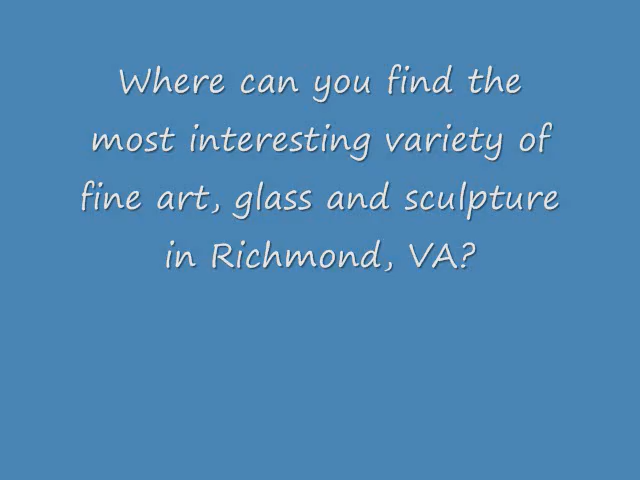 Where can you find the
most interesting variety of
fine art, glass and sculpture
in Richmond, VA?